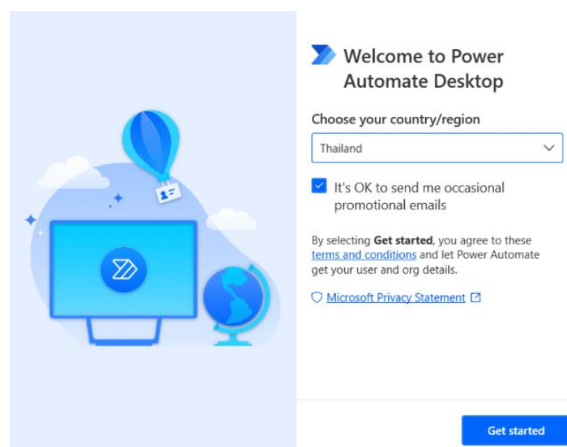 Welcome to Power
Automate Desktop
Choose your country/region
Thailand
It's OK to send me occasional
promotional emails
By selecting Get started, you agree to these
terms and conditions and let Power Automate
get your user and org details.
Microsoft Privacy Statement
Get started